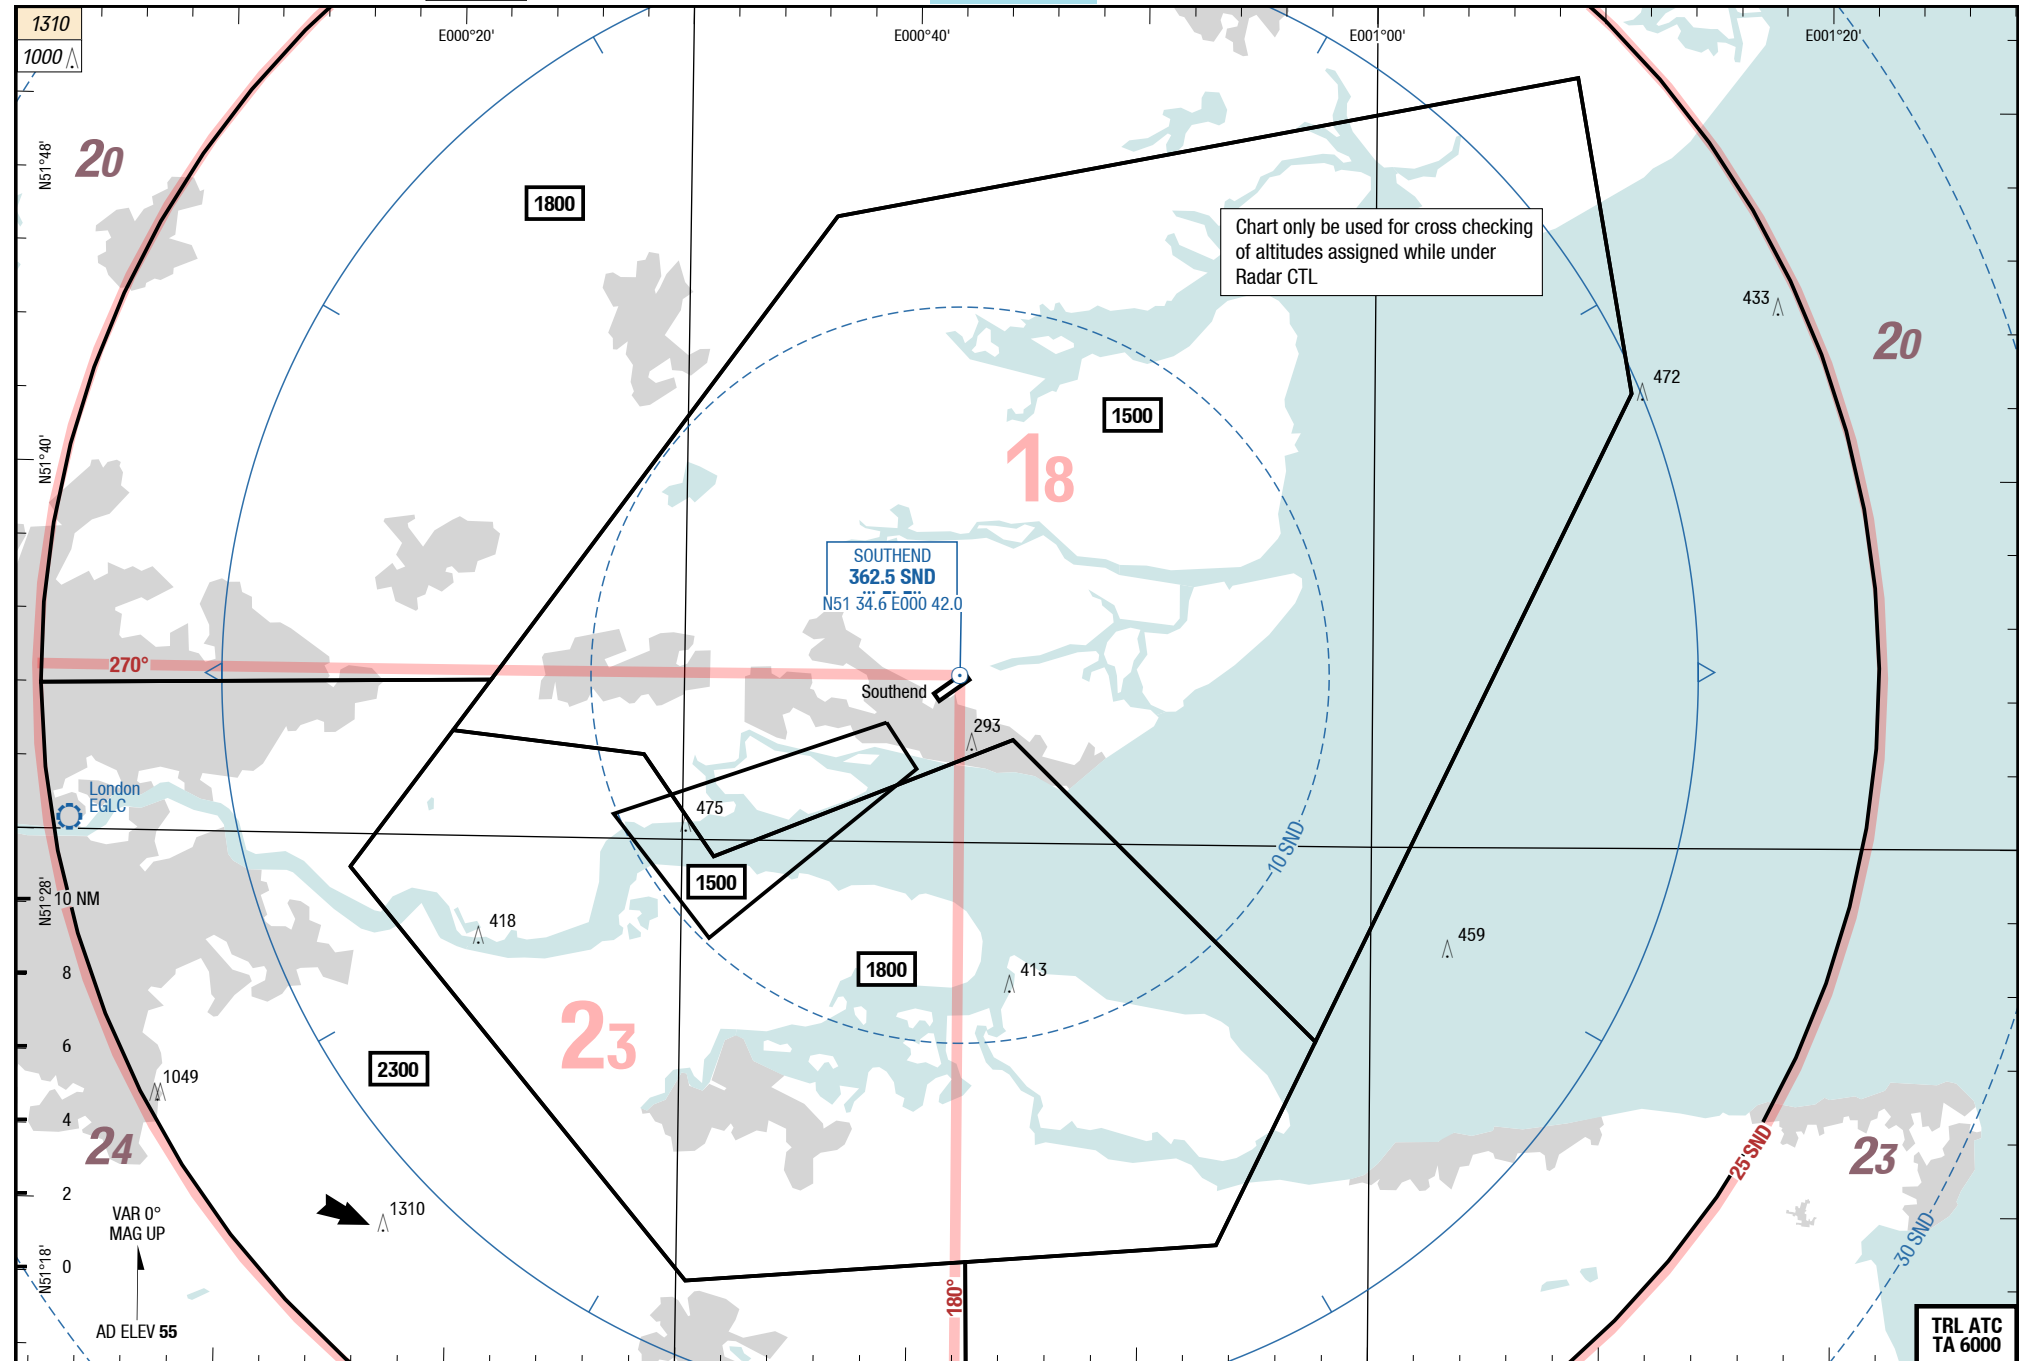 1310
1000
E000°20'
E000°40'
E001°00'
E001°20'
N51°48'
20
1800
Chart only be used for cross checking
of altitudes assigned while under
Radar CTL
433
20
472
1500
18
N51°40'
SOUTHEND
362.5 SND
N51 34.6 E000 42.0
270°
Southend
293
London
EGLC
475
10 SND
1500
N51°28'
10 NM
418
459
1800
413
8
23
6
2300
1049
4
24
25 SND
23
2
1310
VAR 0°
MAG UP
30 SND
N51°18'
0
180°
AD ELEV 55
TRL ATC
TA 6000